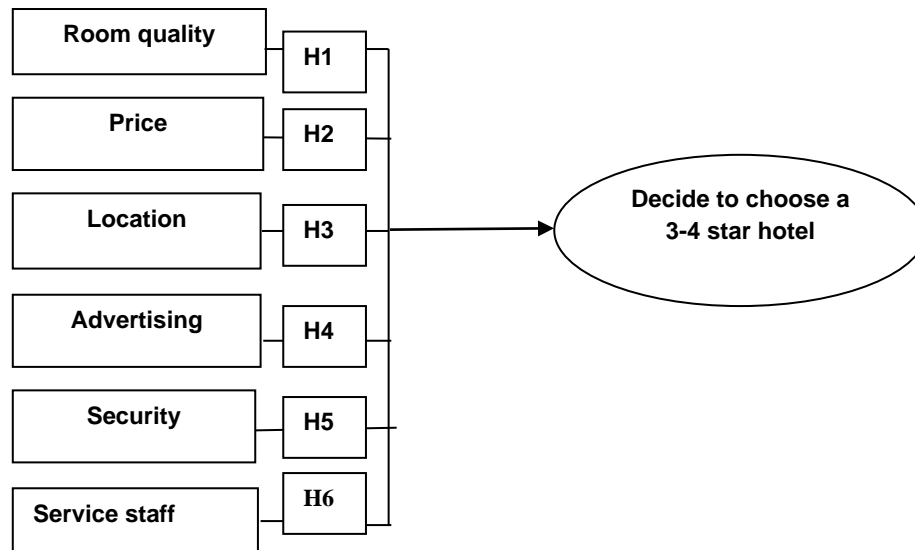 Room quality
H1
Price
H2
Location
H3
Advertising
H4
Security
H5
Service staff
H6
Decide to choose a
3-4 star hotel